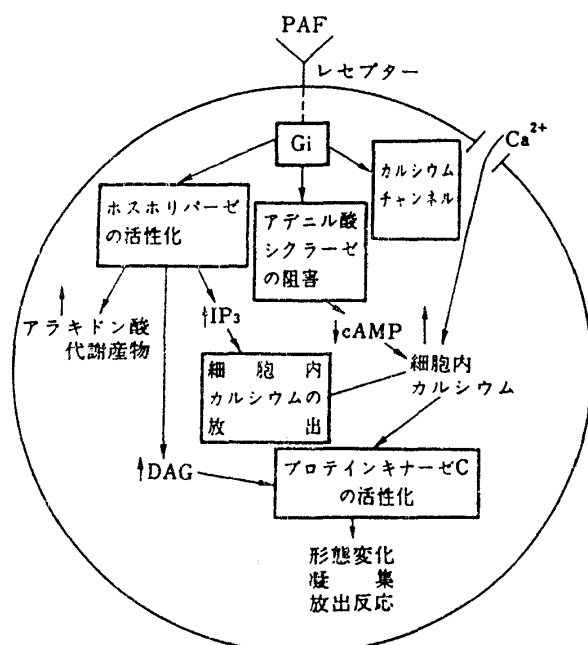 PAF
レセプター
Ca²⁺
Gi
カルシウム
チャンネル
ホスホリパーゼ
の活性化
アデニル酸
シクラーゼ
の阻害
↑
アラキドン酸
代謝産物
↑IP₃
↓cAMP
↑
細胞内
カルシウム
細胞内
カルシウムの
放出
↑DAG
プロテインキナーゼC
の活性化
形態変化
凝集
放出反応